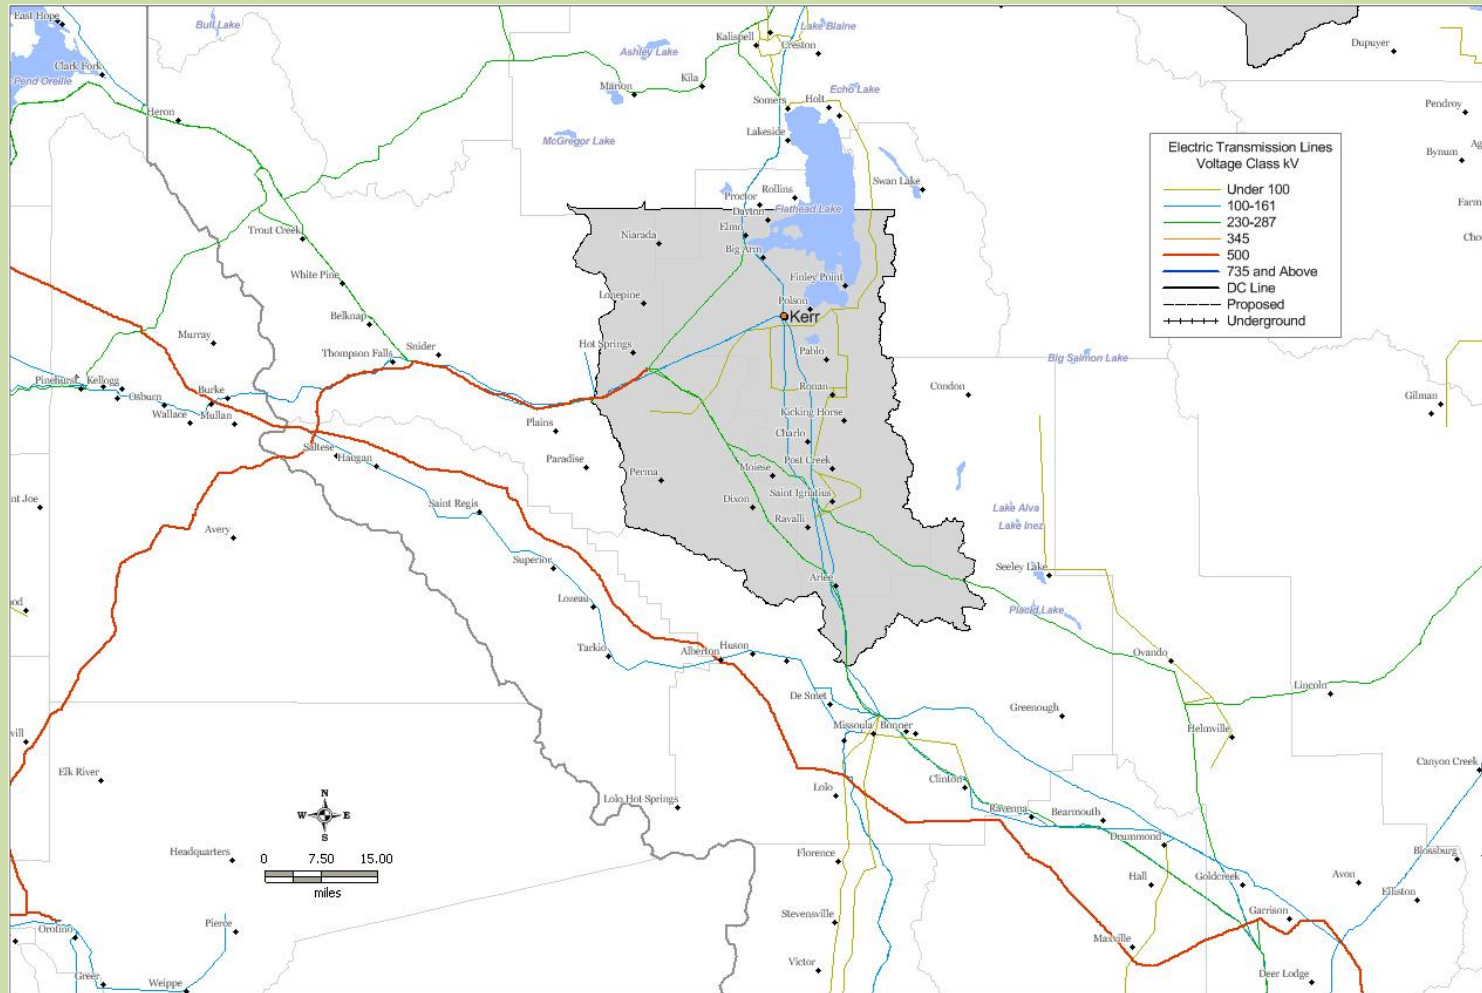 East Hope
Bull Lake
Clark Fork
Pend Oreille
Heron
Ashley Lake
Marion
Kila
Kalispell
Creston
Lake Blaine
Echo Lake
Somers
Holt
Lakeside
McGregor Lake
Swan Lake
Dupuyer
Pendroy
Bynum
Ag
Farm
Cho
Electric Transmission Lines
Voltage Class kV
Under 100
100-161
230-287
345
500
735 and Above
DC Line
Proposed
Underground
Rollins
Proctor
Dayton
Flathead Lake
Elmo
Niarada
Big Arm
Finley Point
Trout Creek
White Pine
Lonepine
Polson
Kerr
Belknap
Murray
Thompson Falls
Snider
Hot Springs
Pablo
Big Salmon Lake
Pinehurst
Kellogg
Osburn
Burke
Wallace
Mullan
Ronan
Condon
Gilman
Plains
Kicking Horse
Charlo
Saltese
Haugan
Paradise
Perma
Moiese
Post Creek
Saint Ignatius
nt Joe
Saint Regis
Dixon
Ravalli
Lake Alva
Lake Inez
Avery
Superior
Arlee
Seeley Lake
Lozeau
Placid Lake
od
Tarkio
Alberton
Huson
Ovando
De Smet
Lincoln
Greenough
Missoula
Bonner
Helmville
vill
Elk River
Canyon Creek
Lolo Hot Springs
Lolo
Clinton
Ravenna
Bearmouth
Drummond
N
W
E
S
0 7.50 15.00
miles
Headquarters
Florence
Blossburg
Hall
Goldcreek
Avon
Elliston
Stevensville
Garrison
Pierce
Orofino
Maxville
Victor
Greer
Weippe
Deer Lodge